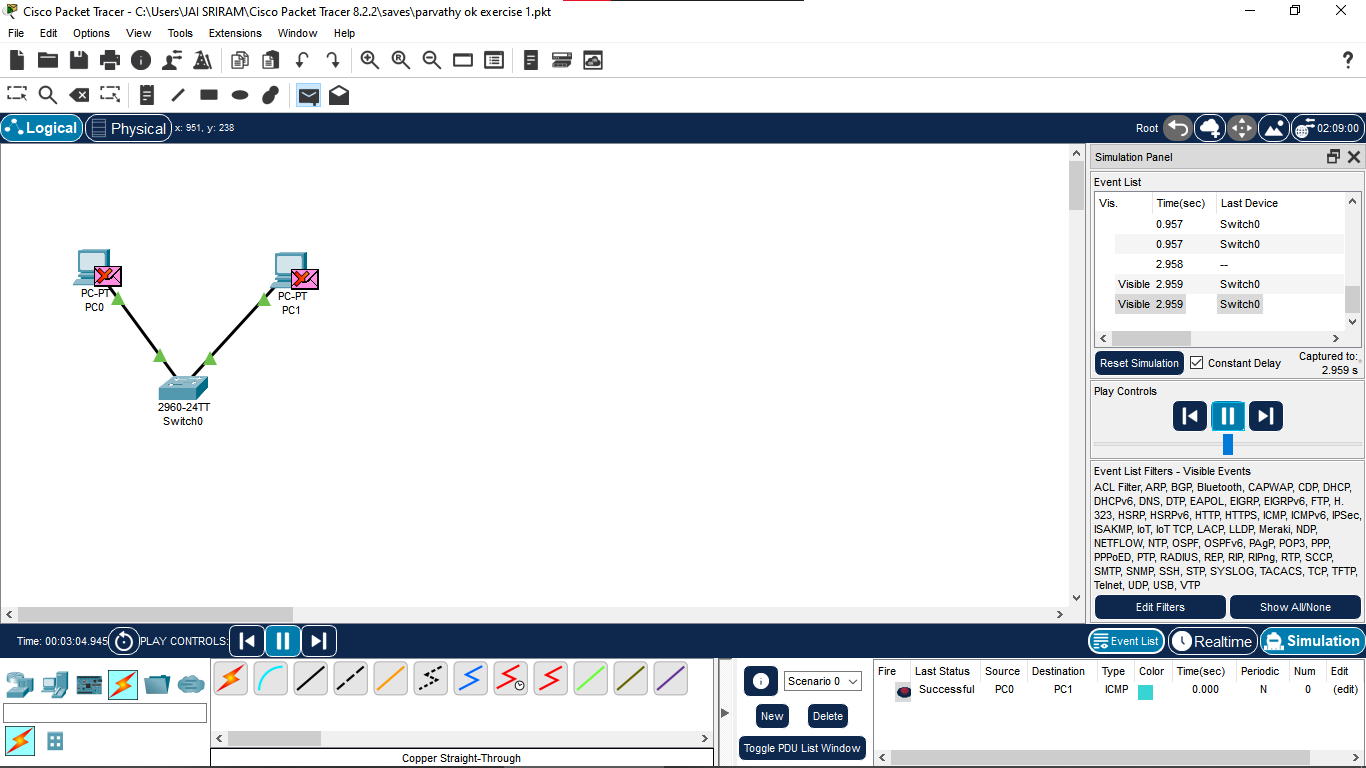 Cisco Packet Tracer - C:\Users\JAI SRIRAM\Cisco Packet Tracer 8.2.2\saves\parvathy ok exercise 1.pkt
File Edit Options View Tools Extensions Window Help
Logical Physical x: 951, y: 238 Root 02:09:00
PC-PT
PC0
PC-PT
PC1
2960-24TT
Switch0
Simulation Panel
Event List
Vis. Time(sec) Last Device
0.957 Switch0
0.957 Switch0
2.958 --
Visible 2.959 Switch0
Visible 2.959 Switch0
Reset Simulation Constant Delay Captured to:
2.959 s
Play Controls
Event List Filters - Visible Events
ACL Filter, ARP, BGP, Bluetooth, CAPWAP, CDP, DHCP,
DHCPv6, DNS, DTP, EAPOL, EIGRP, EIGRPv6, FTP, H.
323, HSRP, HSRPv6, HTTP, HTTPS, ICMP, ICMPv6, IPSec,
ISAKMP, IoT, IoT TCP, LACP, LLDP, Meraki, NDP,
NETFLOW, NTP, OSPF, OSPFv6, PAgP, POP3, PPP,
PPPoED, PTP, RADIUS, REP, RIP, RIPng, RTP, SCCP,
SMTP, SNMP, SSH, STP, SYSLOG, TACACS, TCP, TFTP,
Telnet, UDP, USB, VTP
Edit Filters Show All/None
Time: 00:03:04.945 PLAY CONTROLS: Event List Realtime Simulation
Copper Straight-Through
Scenario 0
New Delete
Toggle PDU List Window
Fire Last Status Source Destination Type Color Time(sec) Periodic Num Edit
Successful PC0 PC1 ICMP 0.000 N 0 (edit)